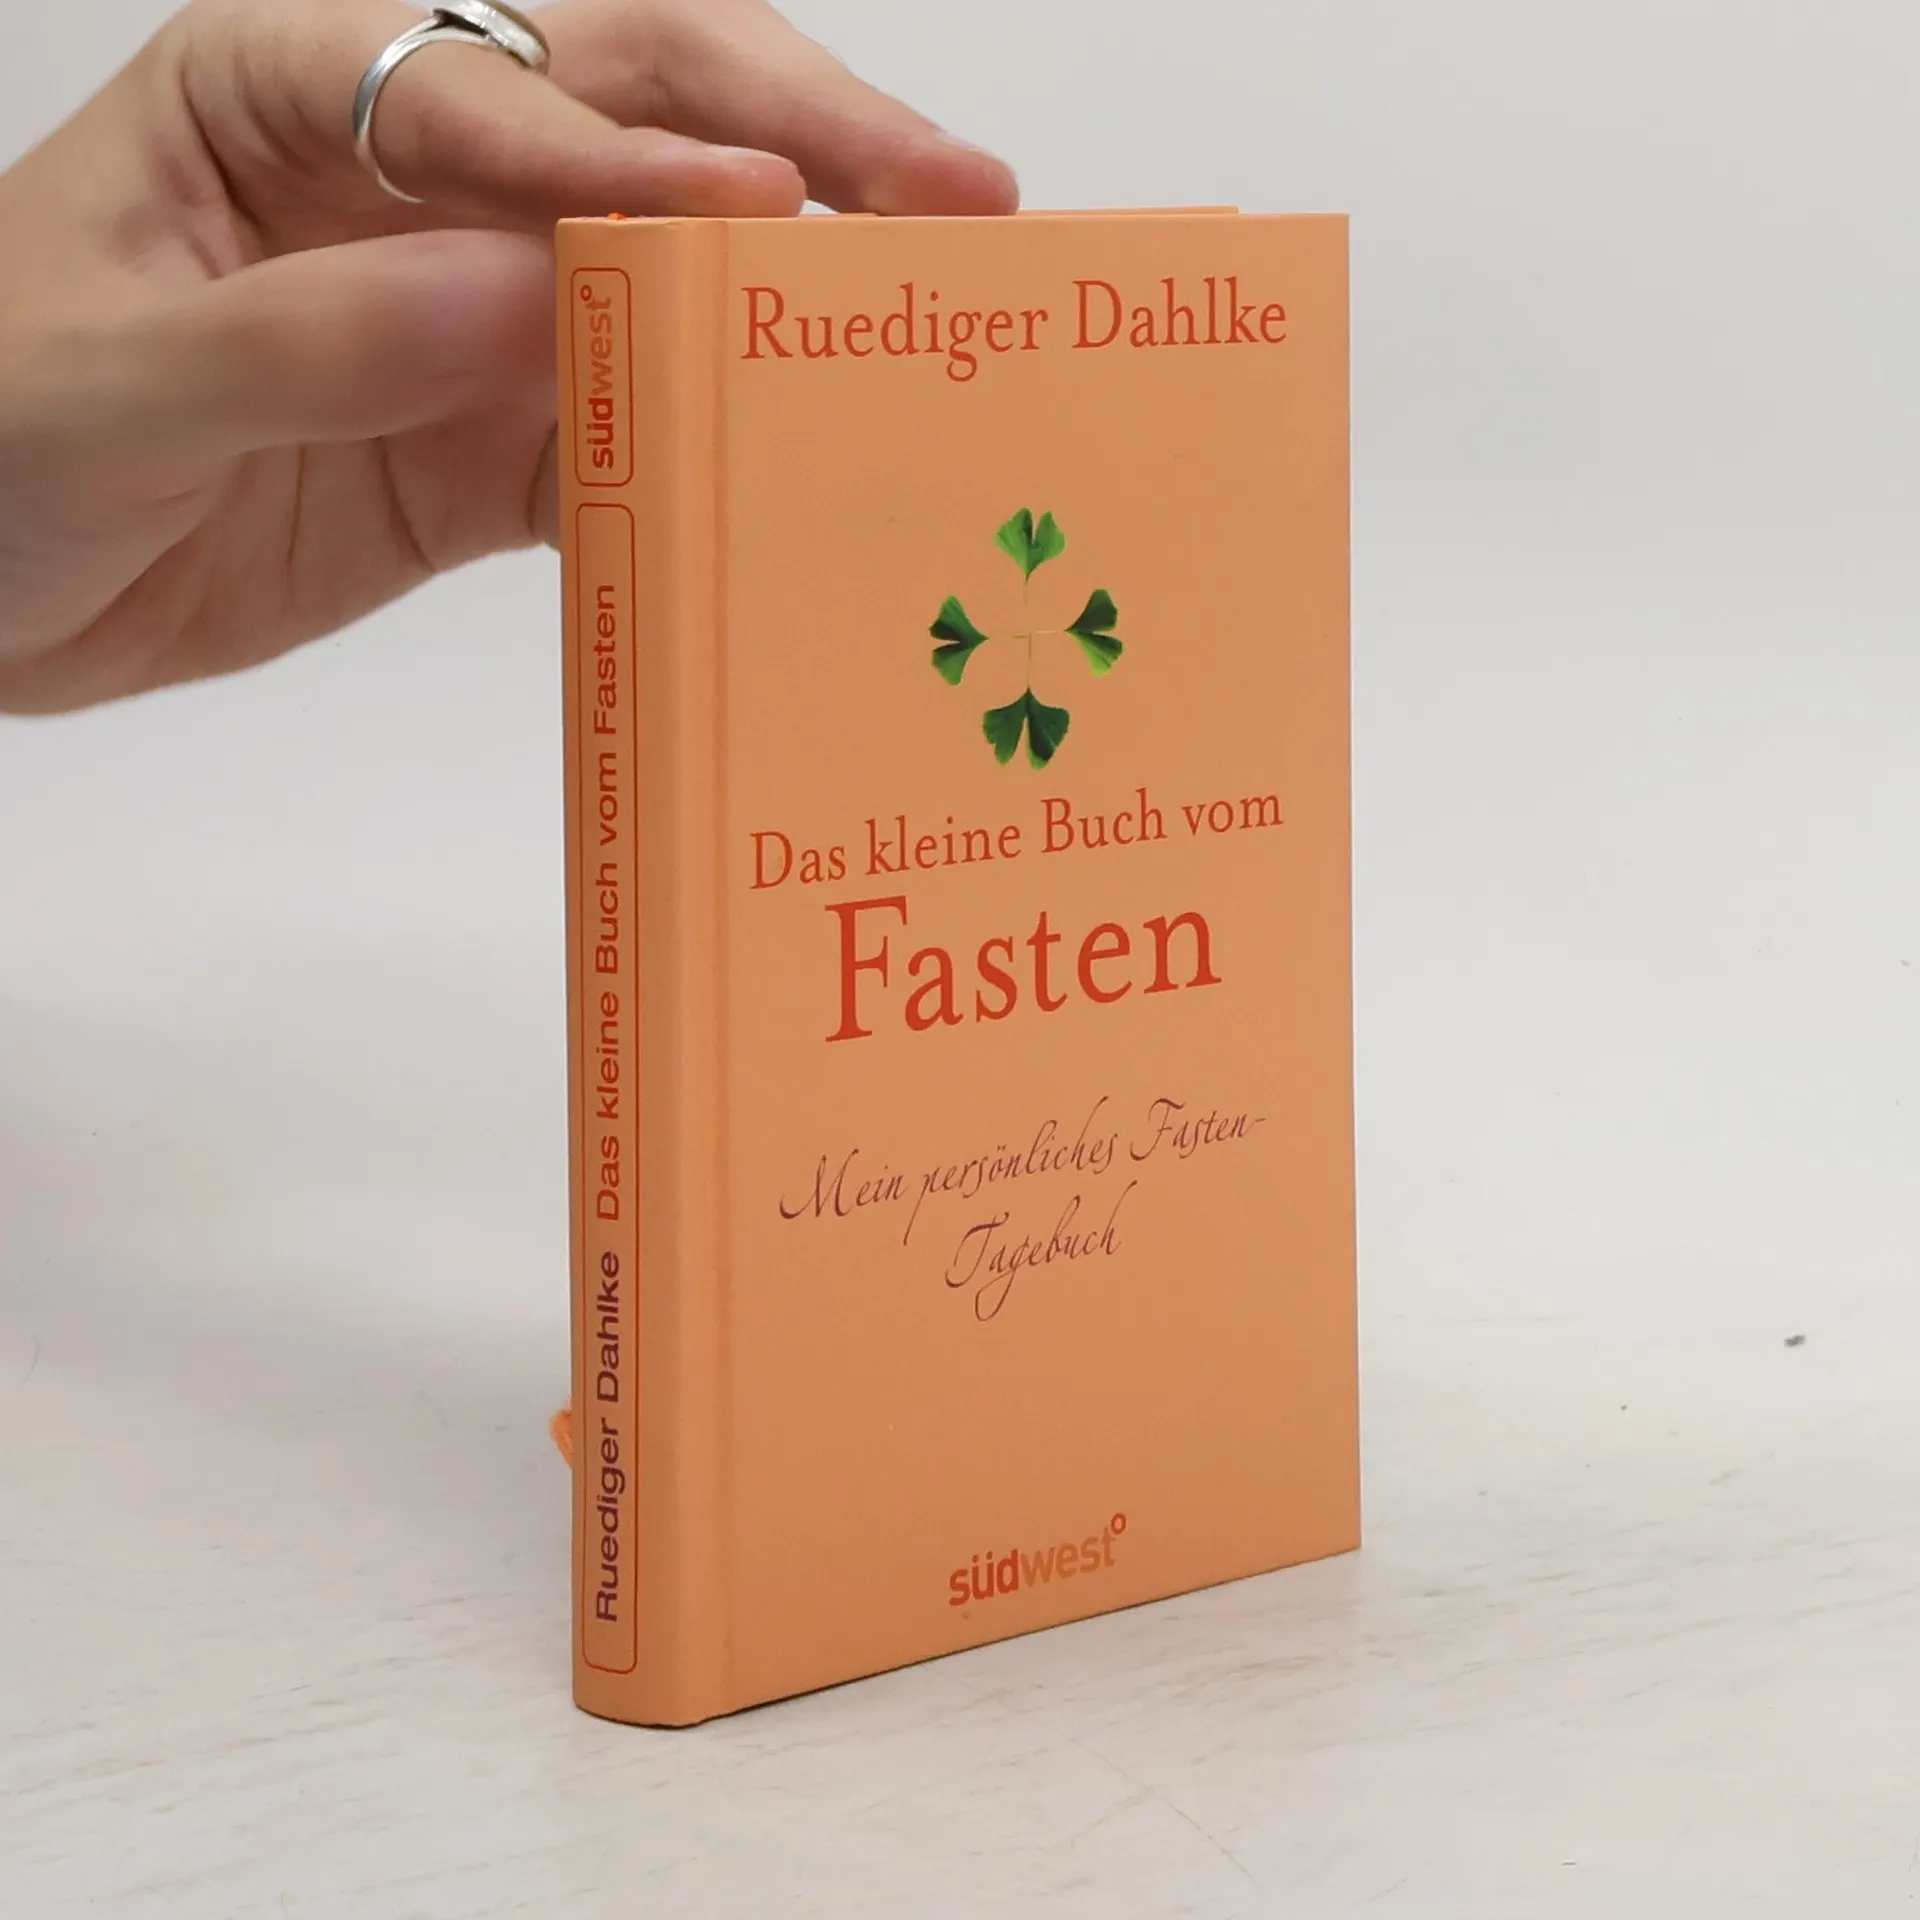 südwest°
Ruediger Dahlke Das kleine Buch vom Fasten
Ruediger Dahlke
Das kleine Buch vom
Fasten
Mein persönliches Fasten-
Tagebuch
südwest°